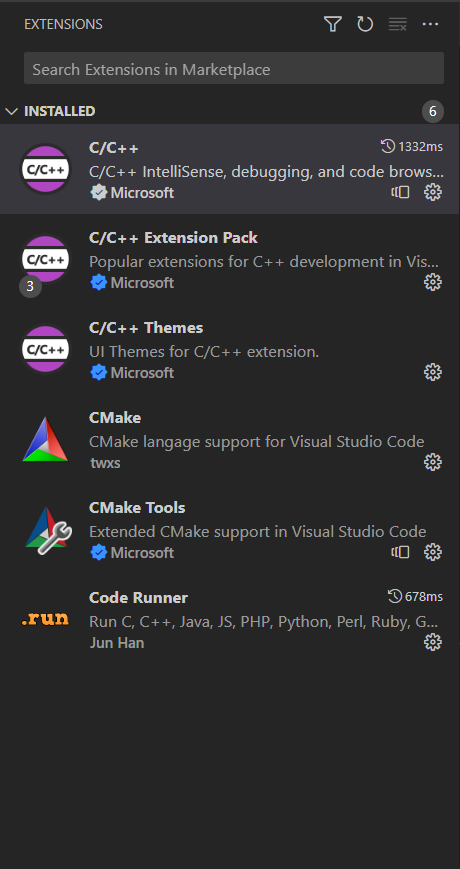 EXTENSIONS
Search Extensions in Marketplace
INSTALLED 6
C/C++
C/C++ 1332ms
C/C++ IntelliSense, debugging, and code brows...
Microsoft
C/C++
3
C/C++ Extension Pack
Popular extensions for C++ development in Vis...
Microsoft
C/C++
C/C++ Themes
UI Themes for C/C++ extension.
Microsoft
CMake
CMake langage support for Visual Studio Code
twxs
CMake Tools
Extended CMake support in Visual Studio Code
Microsoft
.run
Code Runner 678ms
Run C, C++, Java, JS, PHP, Python, Perl, Ruby, G...
Jun Han